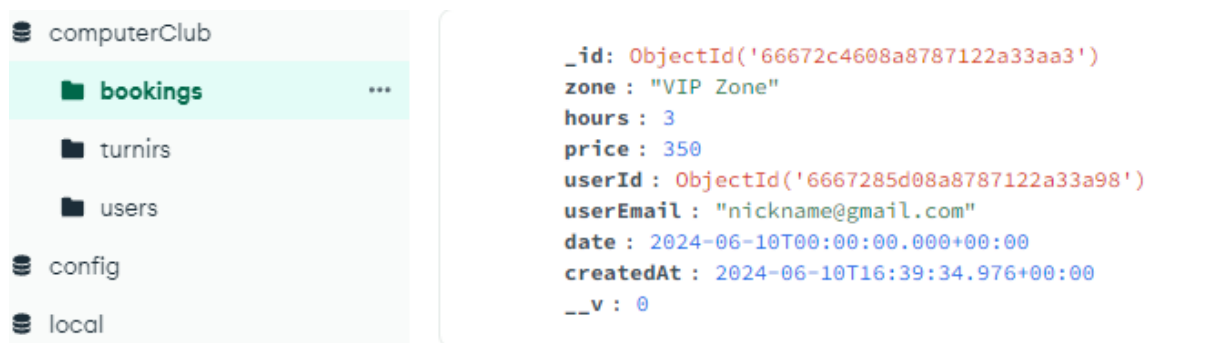 computerClub
bookings
turnirs
users
config
local
_id: ObjectId('66672c4608a8787122a33aa3')
zone : "VIP Zone"
hours : 3
price : 350
userId : ObjectId('6667285d08a8787122a33a98')
userEmail : "nickname@gmail.com"
date : 2024-06-10T00:00:00.000+00:00
createdAt : 2024-06-10T16:39:34.976+00:00
__v : 0